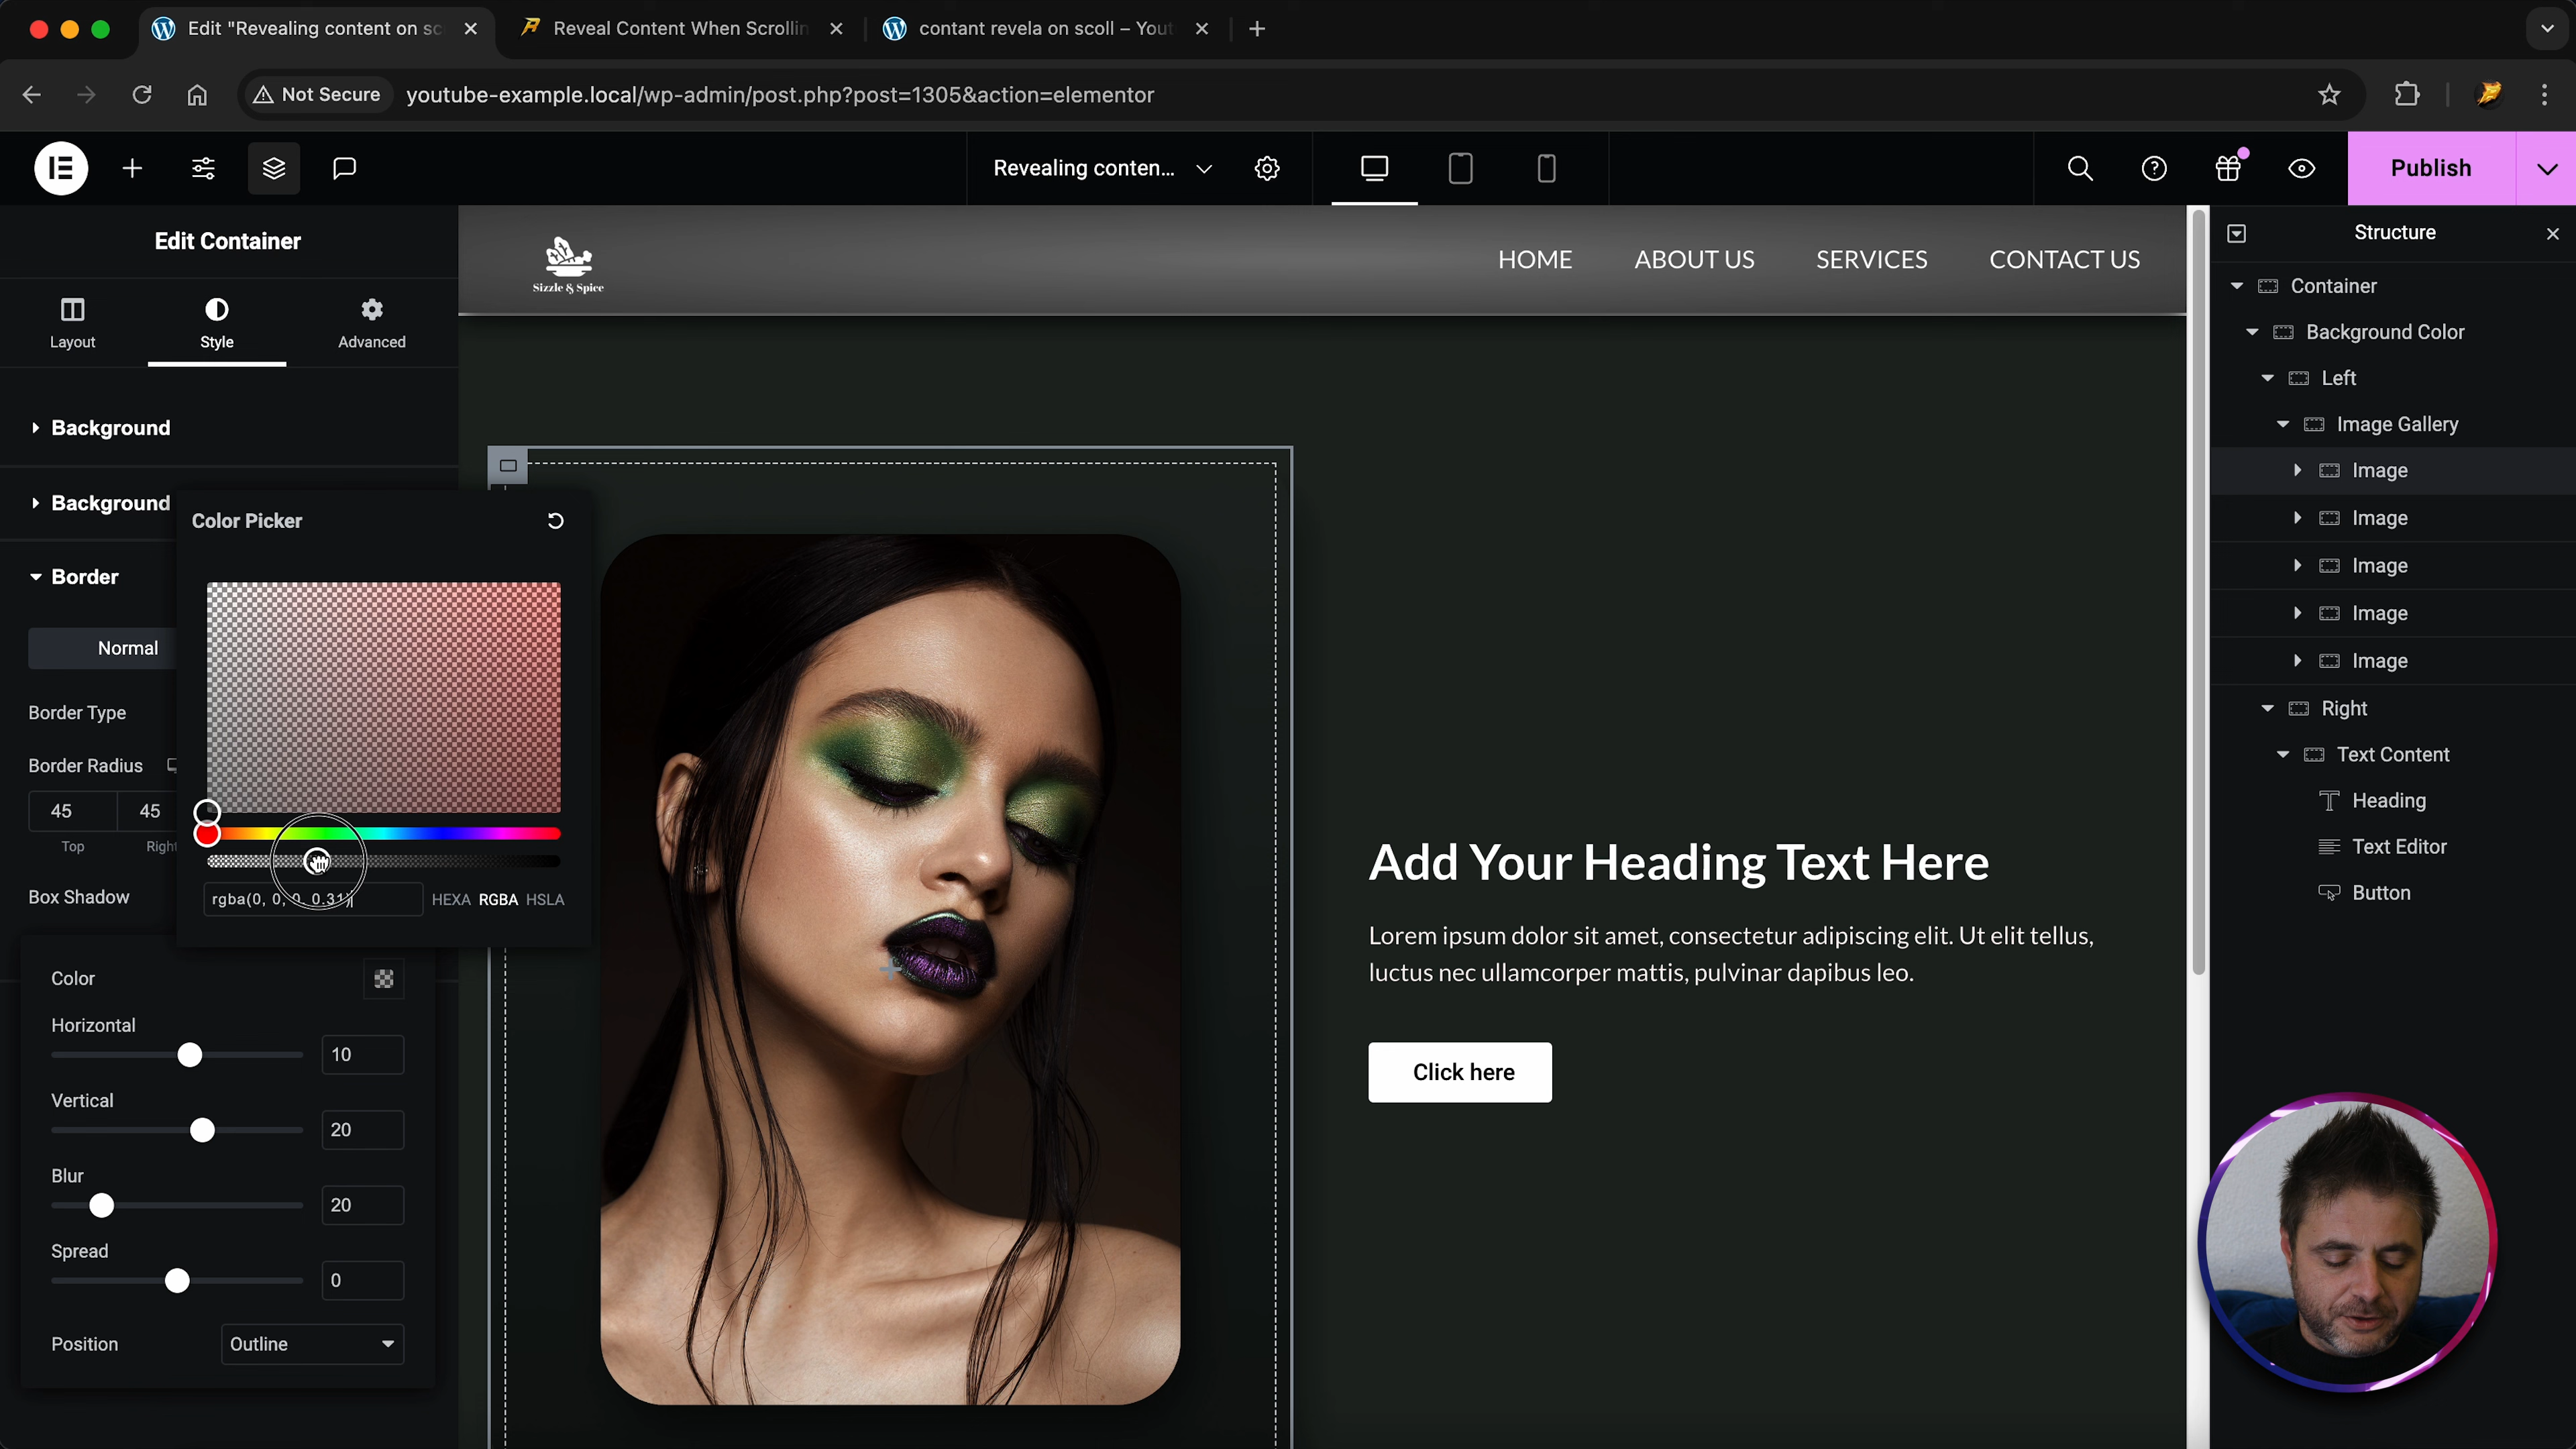 Edit "Revealing content on sc
Reveal Content When Scrollin
contant revela on scoll – Yout
Not Secure
youtube-example.local/wp-admin/post.php?post=1305&action=elementor
Revealing conten...
Publish
Edit Container
Layout
Style
Advanced
Background
Background
Border
Normal
Border Type
Border Radius
45
45
Top
Right
Box Shadow
Color Picker
rgba(0, 0, 0, 0.31)
HEXA RGBA HSLA
Color
Horizontal
10
Vertical
20
Blur
20
Spread
0
Position
Outline
Sizzle & Spice
HOME
ABOUT US
SERVICES
CONTACT US
Add Your Heading Text Here
Lorem ipsum dolor sit amet, consectetur adipiscing elit. Ut elit tellus,
luctus nec ullamcorper mattis, pulvinar dapibus leo.
Click here
Structure
Container
Background Color
Left
Image Gallery
Image
Image
Image
Image
Image
Right
Text Content
Heading
Text Editor
Button